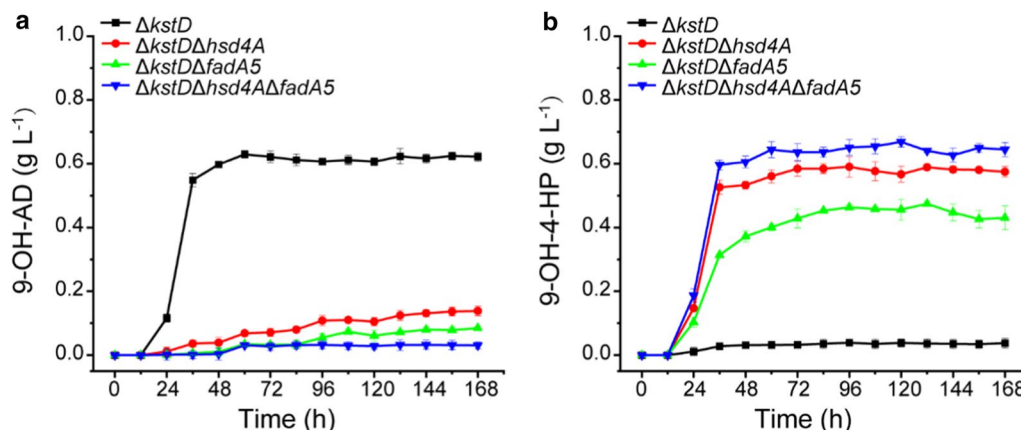 a
1.0
0.8
0.6
0.4
0.2
0.0
9-OH-AD (g L⁻¹)
ΔkstD
ΔkstDΔhsd4A
ΔkstDΔfadA5
ΔkstDΔhsd4AΔfadA5
0 24 48 72 96 120 144 168
Time (h)
b
1.0
0.8
0.6
0.4
0.2
0.0
9-OH-4-HP (g L⁻¹)
ΔkstD
ΔkstDΔhsd4A
ΔkstDΔfadA5
ΔkstDΔhsd4AΔfadA5
0 24 48 72 96 120 144 168
Time (h)